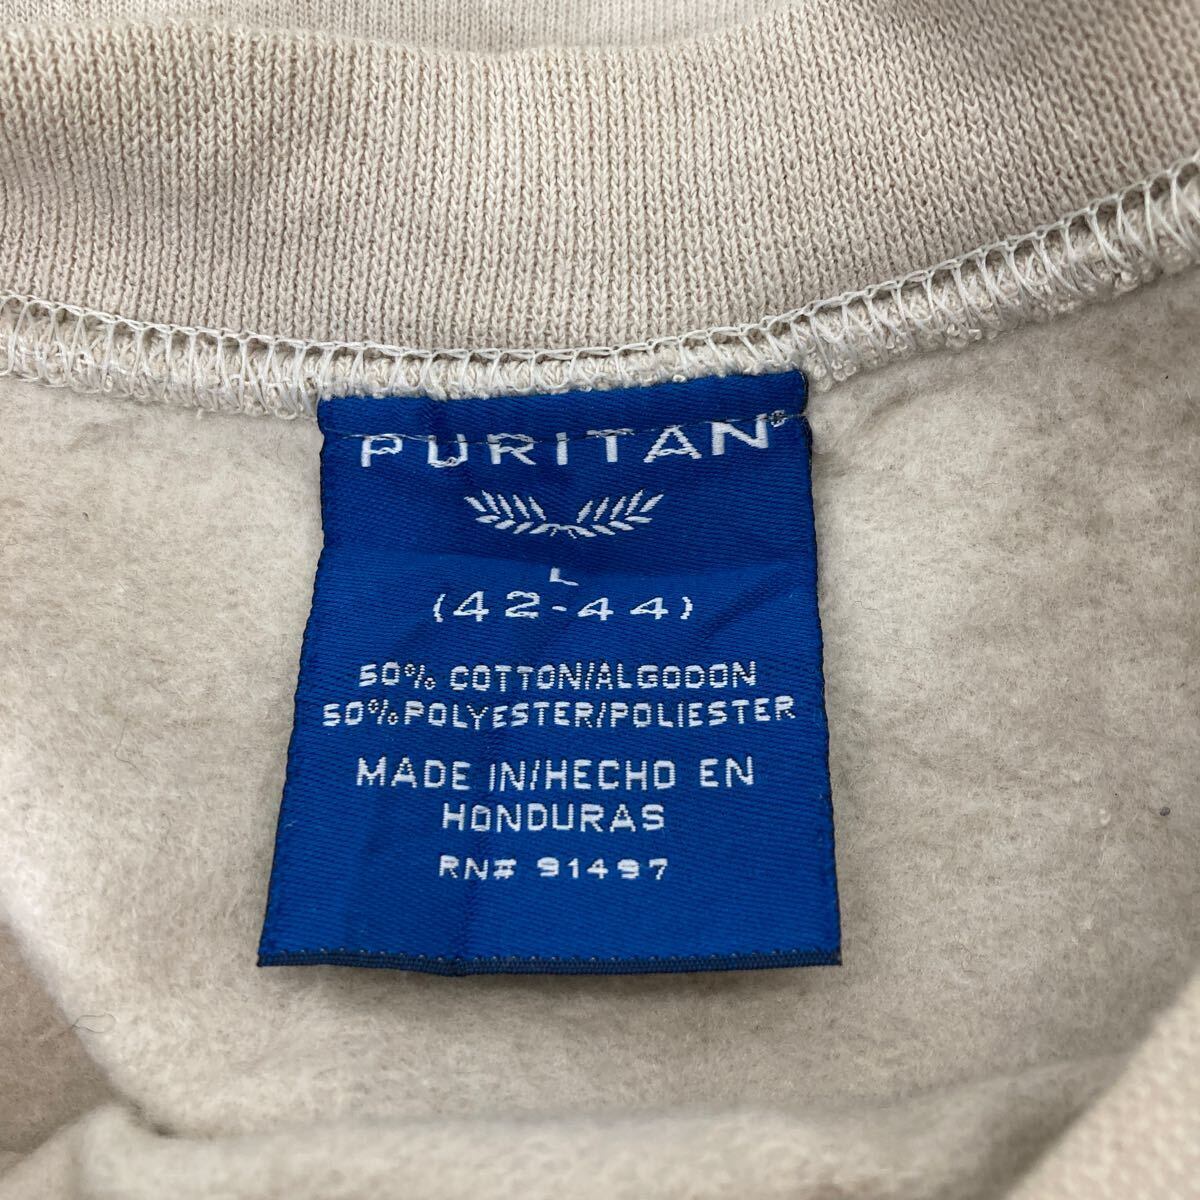 PURITAN®
L
(42-44)
50% COTTON/ALGODON
50% POLYESTER/POLIESTER
MADE IN/HECHO EN
HONDURAS
RN# 91497